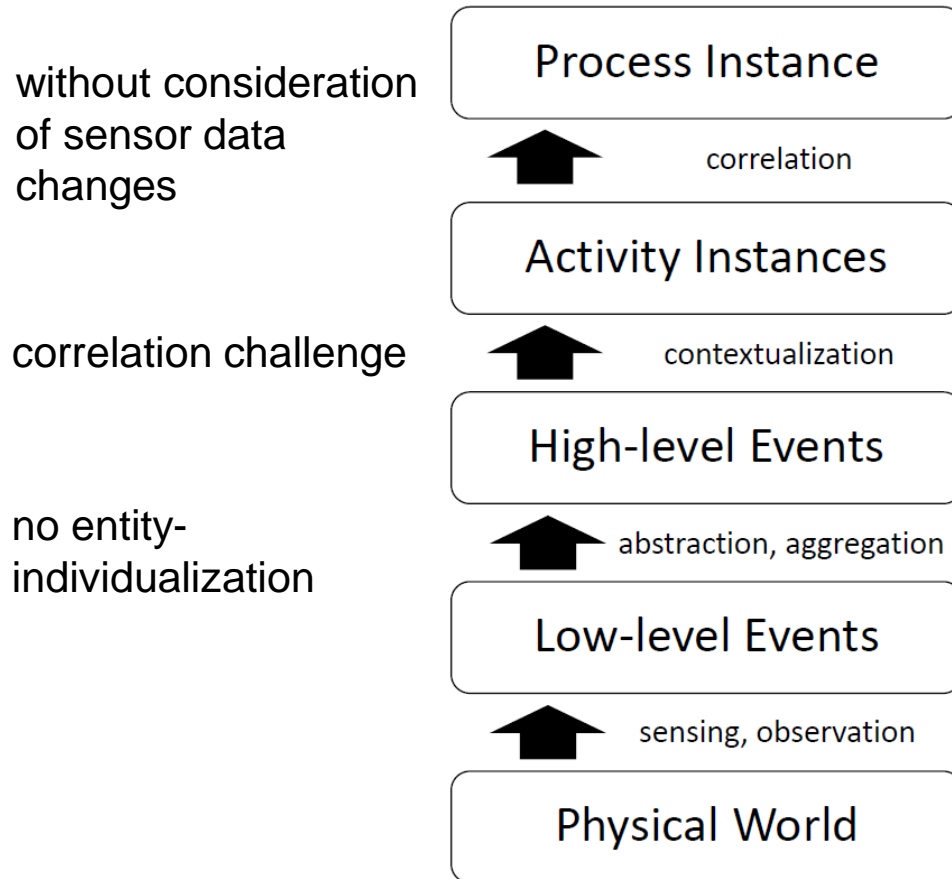 Process Instance
without consideration
of sensor data
changes
correlation
Activity Instances
correlation challenge
contextualization
High-level Events
no entity-
individualization
abstraction, aggregation
Low-level Events
sensing, observation
Physical World